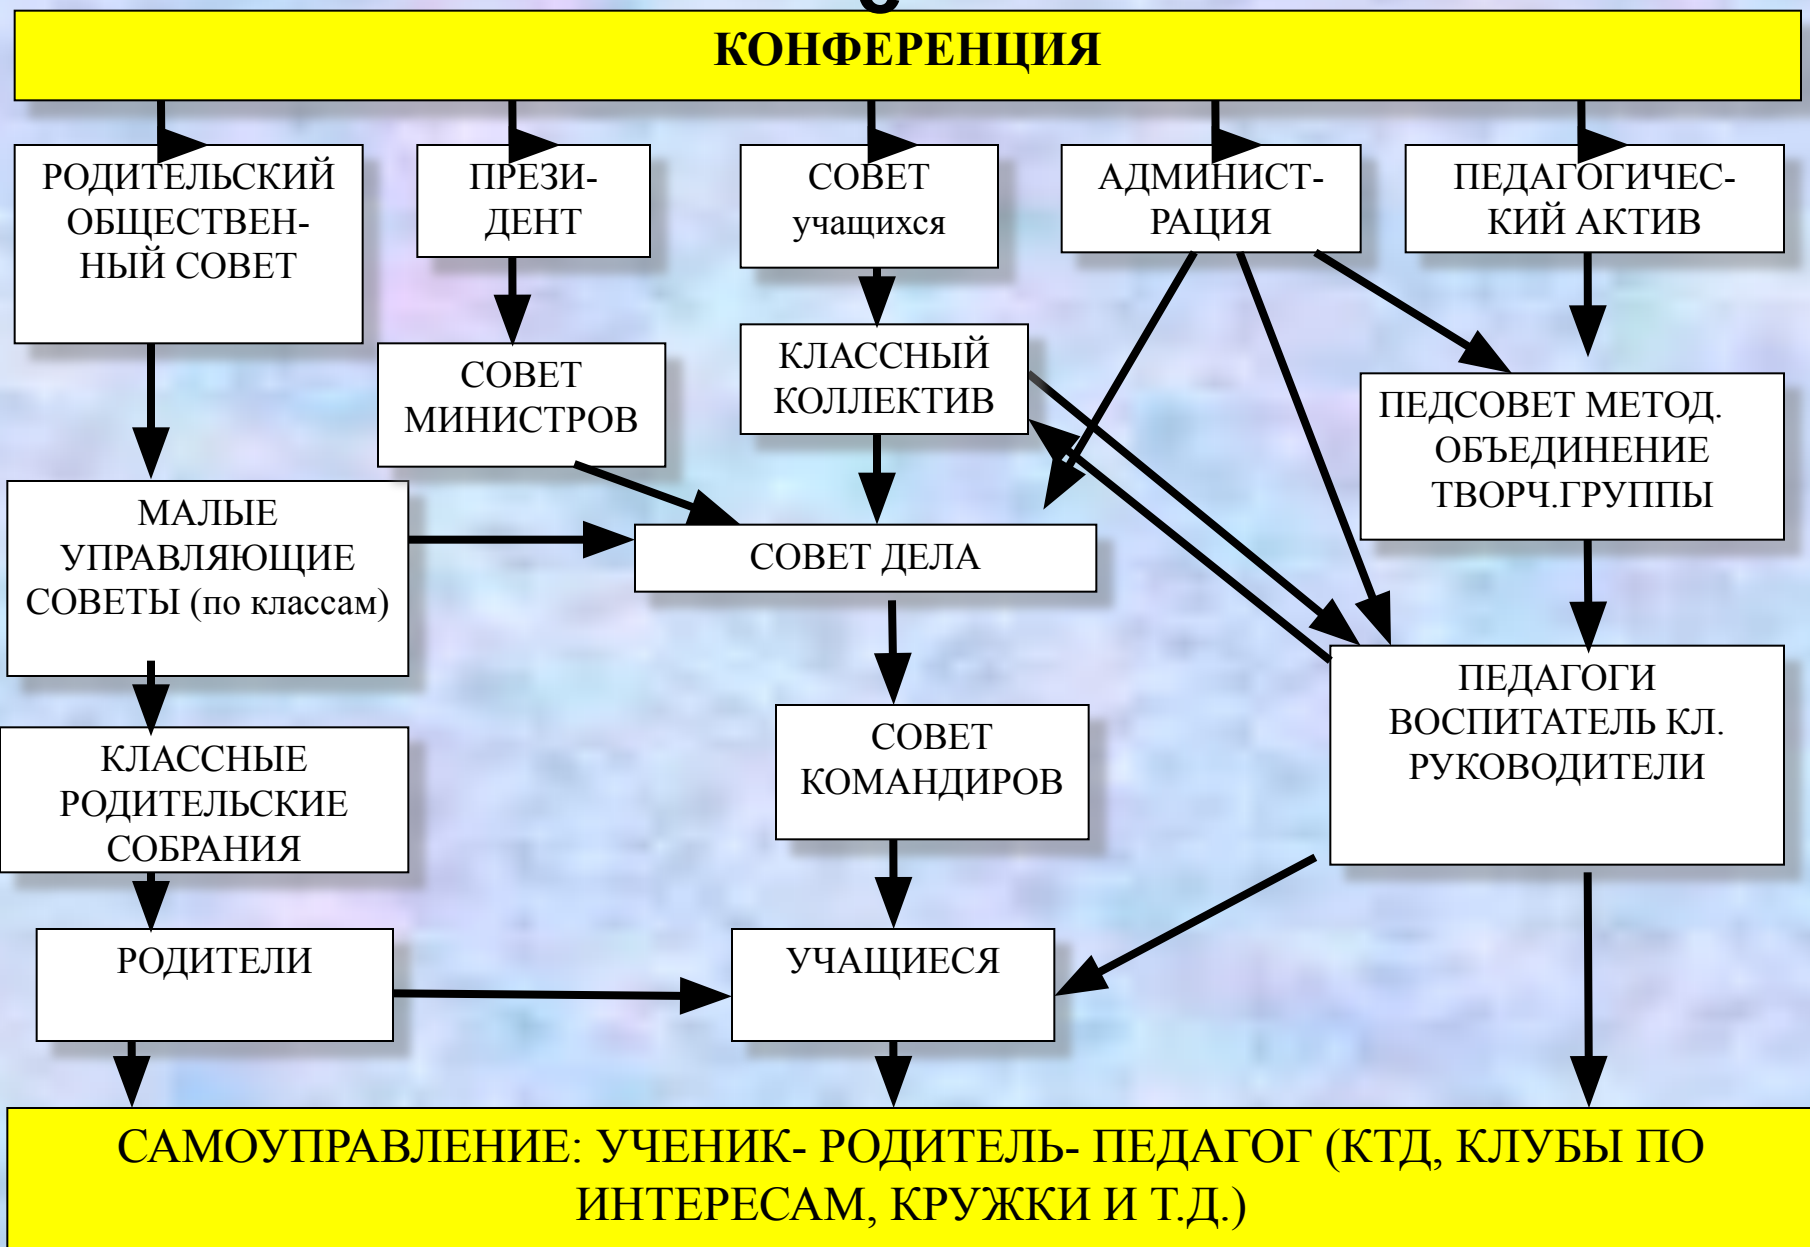 КОНФЕРЕНЦИЯ
РОДИТЕЛЬСКИЙ
ОБЩЕСТВЕН-
НЫЙ СОВЕТ
ПРЕЗИ-
ДЕНТ
СОВЕТ
учащихся
АДМИНИСТ-
РАЦИЯ
ПЕДАГОГИЧЕС-
КИЙ АКТИВ
СОВЕТ
МИНИСТРОВ
КЛАССНЫЙ
КОЛЛЕКТИВ
ПЕДСОВЕТ МЕТОД.
ОБЪЕДИНЕНИЕ
ТВОРЧ.ГРУППЫ
МАЛЫЕ
УПРАВЛЯЮЩИЕ
СОВЕТЫ (по классам)
СОВЕТ ДЕЛА
ПЕДАГОГИ
ВОСПИТАТЕЛЬ КЛ.
РУКОВОДИТЕЛИ
КЛАССНЫЕ
РОДИТЕЛЬСКИЕ
СОБРАНИЯ
СОВЕТ
КОМАНДИРОВ
РОДИТЕЛИ
УЧАЩИЕСЯ
САМОУПРАВЛЕНИЕ: УЧЕНИК- РОДИТЕЛЬ- ПЕДАГОГ (КТД, КЛУБЫ ПО
ИНТЕРЕСАМ, КРУЖКИ И Т.Д.)